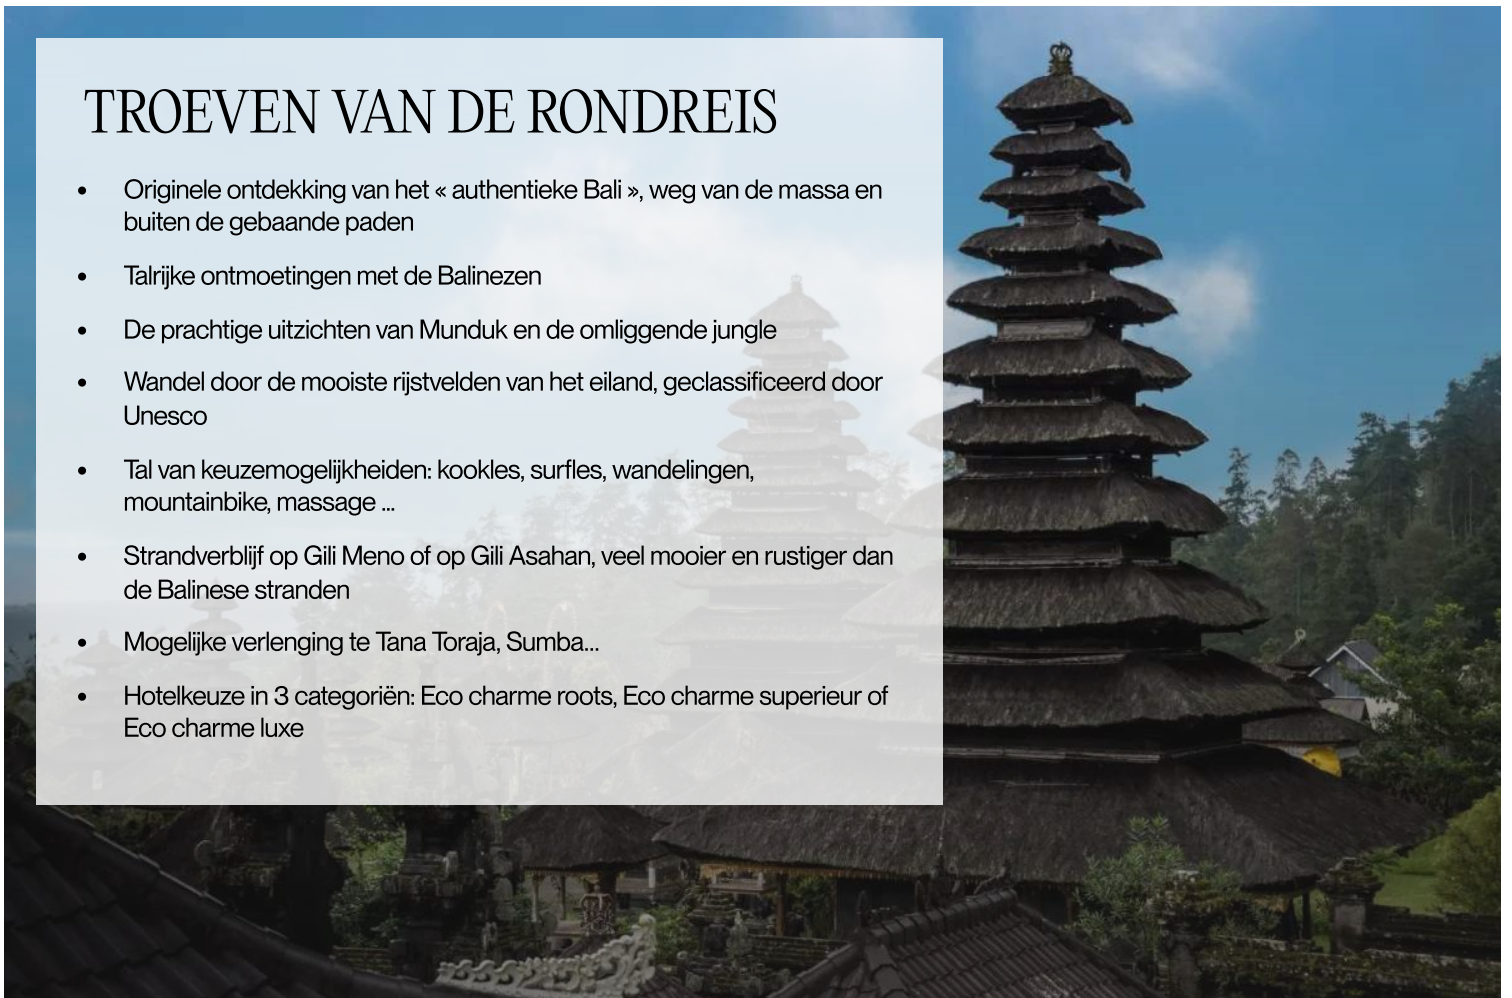 TROEVEN VAN DE RONDREIS
• Originele ontdekking van het « authentieke Bali », weg van de massa en
buiten de gebaande paden
• Talrijke ontmoetingen met de Balinezen
• De prachtige uitzichten van Munduk en de omliggende jungle
• Wandel door de mooiste rijstvelden van het eiland, geclassificeerd door
Unesco
• Tal van keuzemogelijkheiden: kookles, surfles, wandelingen,
mountainbike, massage ...
• Strandverblijf op Gili Meno of op Gili Asahan, veel mooier en rustiger dan
de Balinese stranden
• Mogelijke verlenging te Tana Toraja, Sumba...
• Hotelkeuze in 3 categoriën: Eco charme roots, Eco charme superieur of
Eco charme luxe